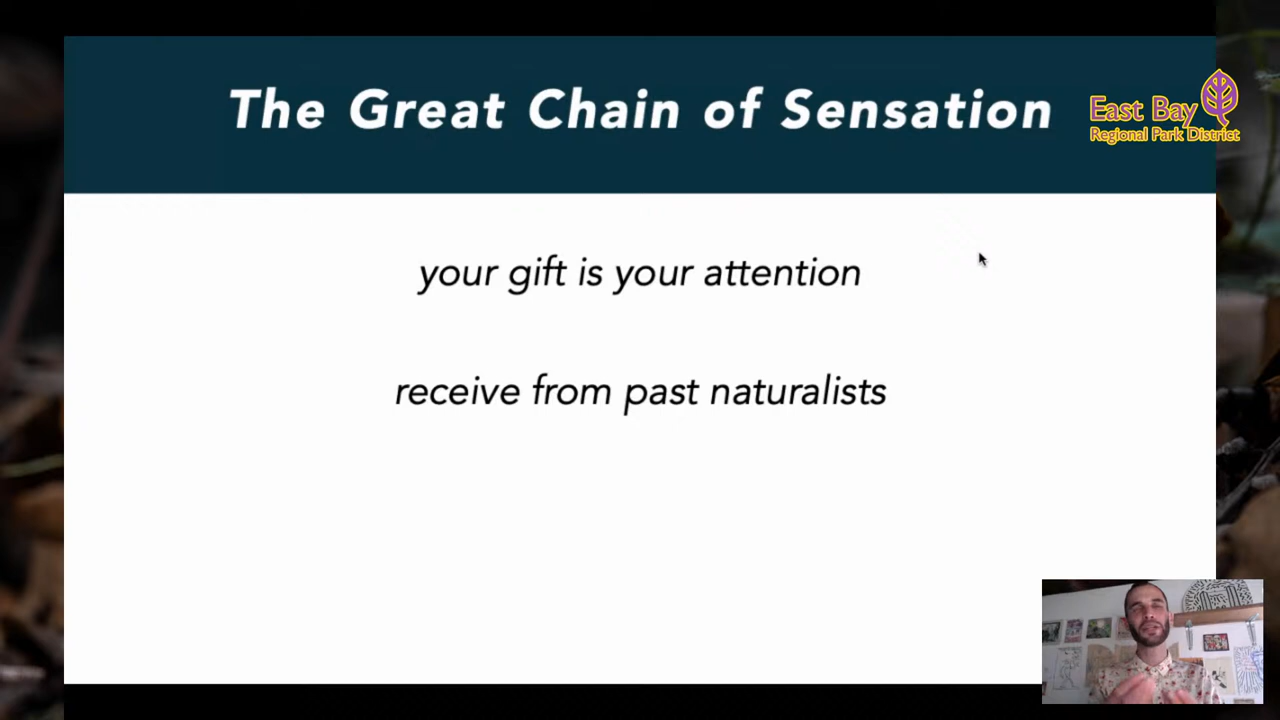 The Great Chain of Sensation
East Bay
Regional Park District
your gift is your attention
receive from past naturalists